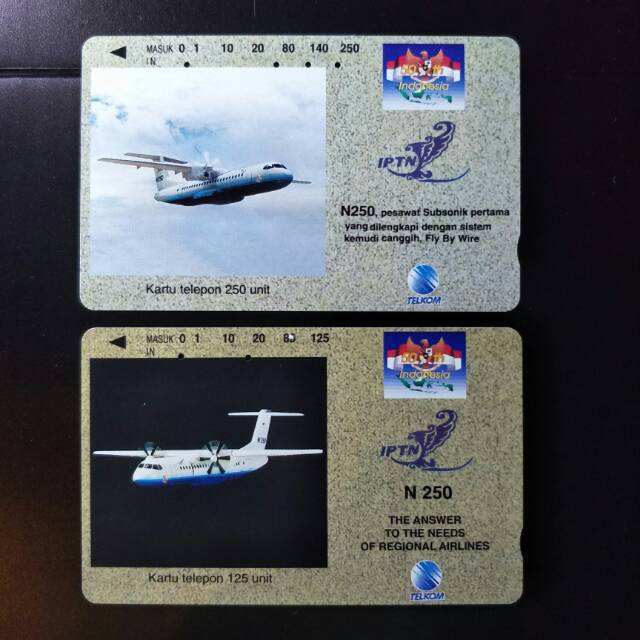 MASUK 0 1 10 20 80 140 250
IN
Indonesia
IPTN
N250, pesawat Subsonik pertama
yang dilengkapi dengan sistem
kemudi canggih, Fly By Wire
Kartu telepon 250 unit
TELKOM
MASUK 0 1 10 20 80 125
IN
Indonesia
IPTN
N 250
THE ANSWER
TO THE NEEDS
OF REGIONAL AIRLINES
Kartu telepon 125 unit
TELKOM